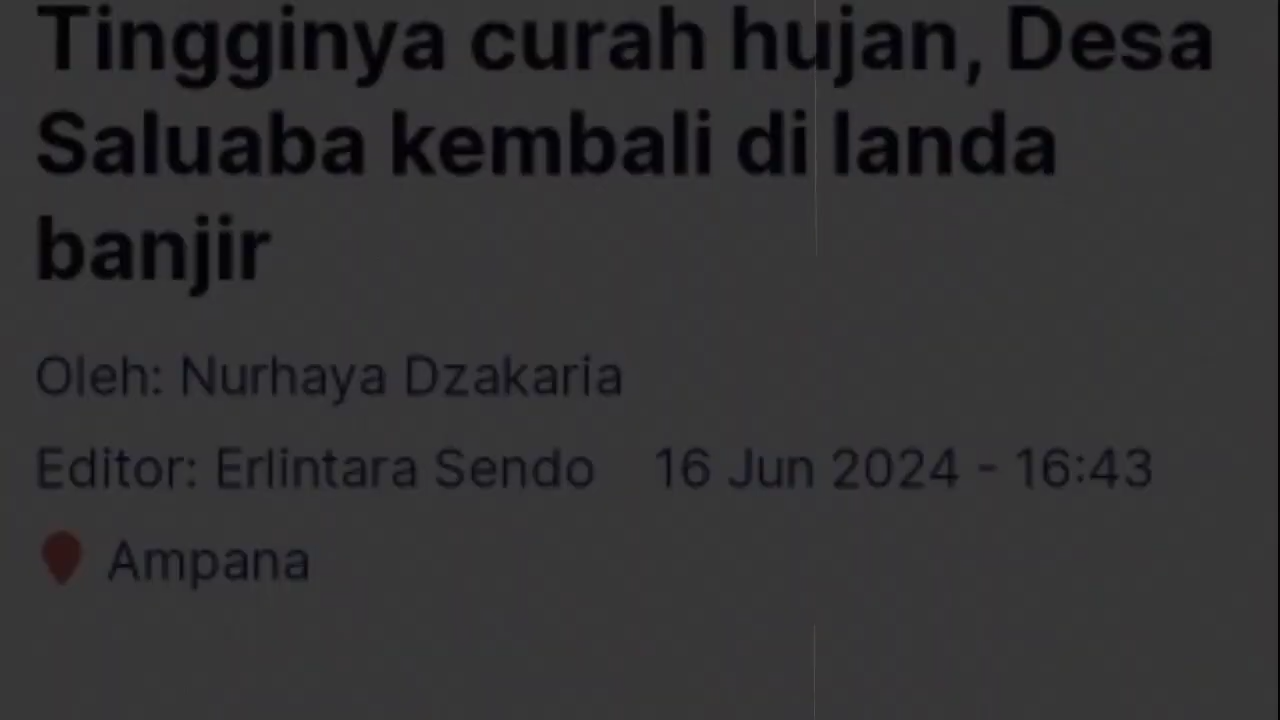 Tingginya curah hujan, Desa
Saluaba kembali di landa
banjir
Oleh: Nurhaya Dzakaria
Editor: Erlintara Sendo 16 Jun 2024 - 16:43
Ampana